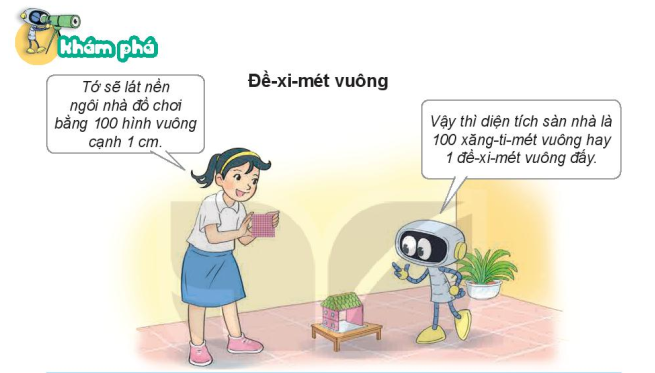 khám phá
Đề-xi-mét vuông
Tớ sẽ lát nền
ngôi nhà đồ chơi
bằng 100 hình vuông
cạnh 1 cm.
Vậy thì diện tích sàn nhà là
100 xăng-ti-mét vuông hay
1 đề-xi-mét vuông đấy.